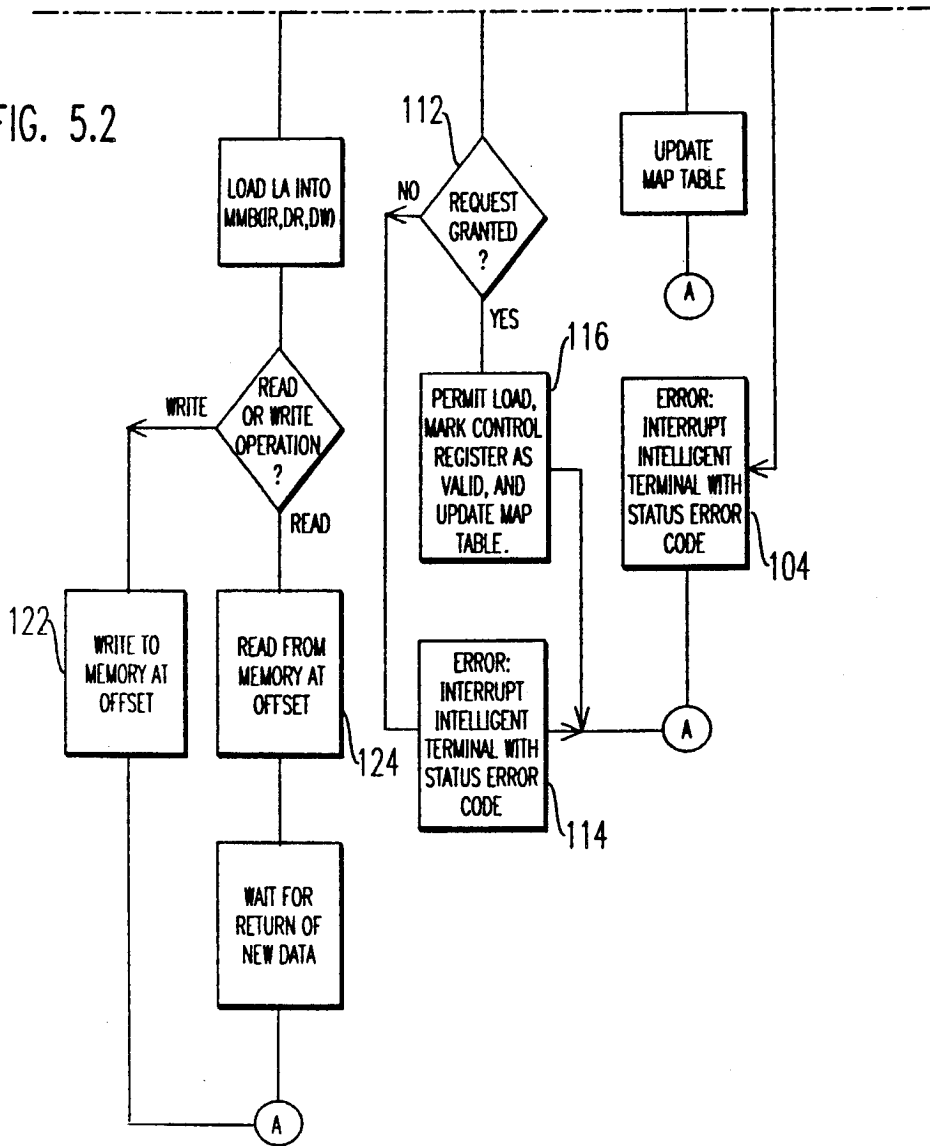 FIG. 5.2
LOAD LA INTO
MMB(IR,DR,DW)
READ
OR WRITE
OPERATION
?
WRITE
READ
122
WRITE TO
MEMORY AT
OFFSET
READ FROM
MEMORY AT
OFFSET
124
WAIT FOR
RETURN OF
NEW DATA
A
112
NO
REQUEST
GRANTED
?
YES
116
PERMIT LOAD,
MARK CONTROL
REGISTER AS
VALID, AND
UPDATE MAP
TABLE.
ERROR:
INTERRUPT
INTELLIGENT
TERMINAL WITH
STATUS ERROR
CODE
114
UPDATE
MAP TABLE
A
ERROR:
INTERRUPT
INTELLIGENT
TERMINAL WITH
STATUS ERROR
CODE
104
A